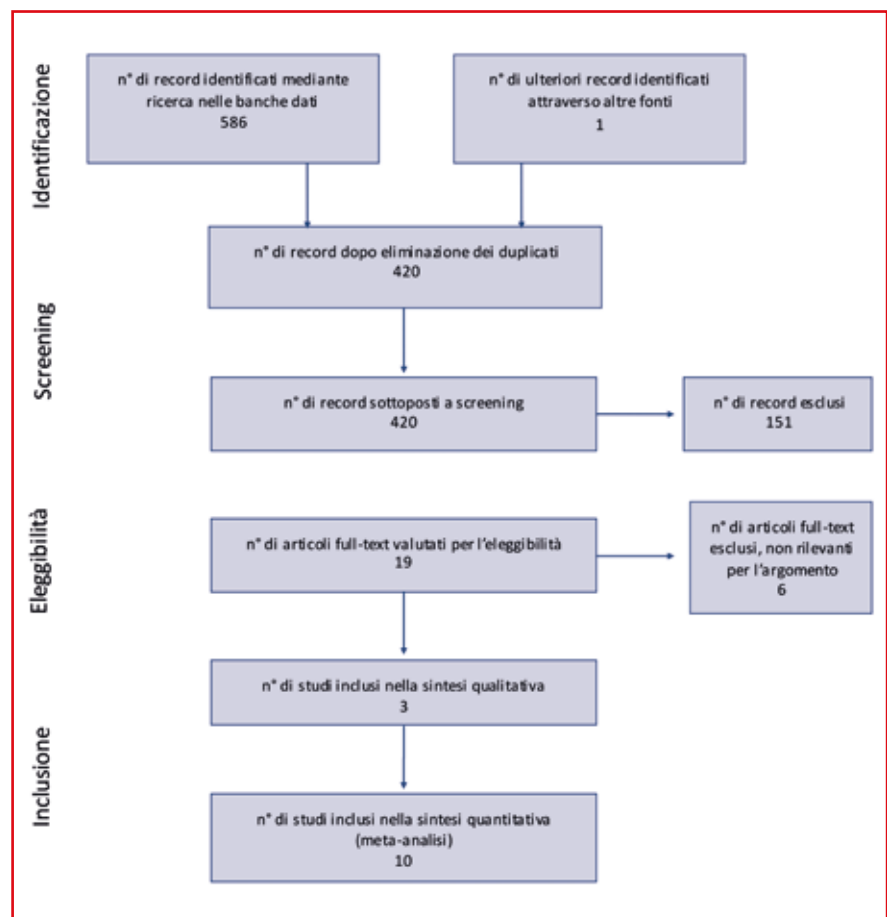 Identificazione
n° di record identificati mediante
ricerca nelle banche dati
586
n° di ulteriori record identificati
attraverso altre fonti
1
n° di record dopo eliminazione dei duplicati
420
Screening
n° di record sottoposti a screening
420
n° di record esclusi
151
Eleggibilità
n° di articoli full-text valutati per l'eleggibilità
19
n° di articoli full-text
esclusi, non rilevanti
per l'argomento
6
Inclusione
n° di studi inclusi nella sintesi qualitativa
3
n° di studi inclusi nella sintesi quantitativa
(meta-analisi)
10